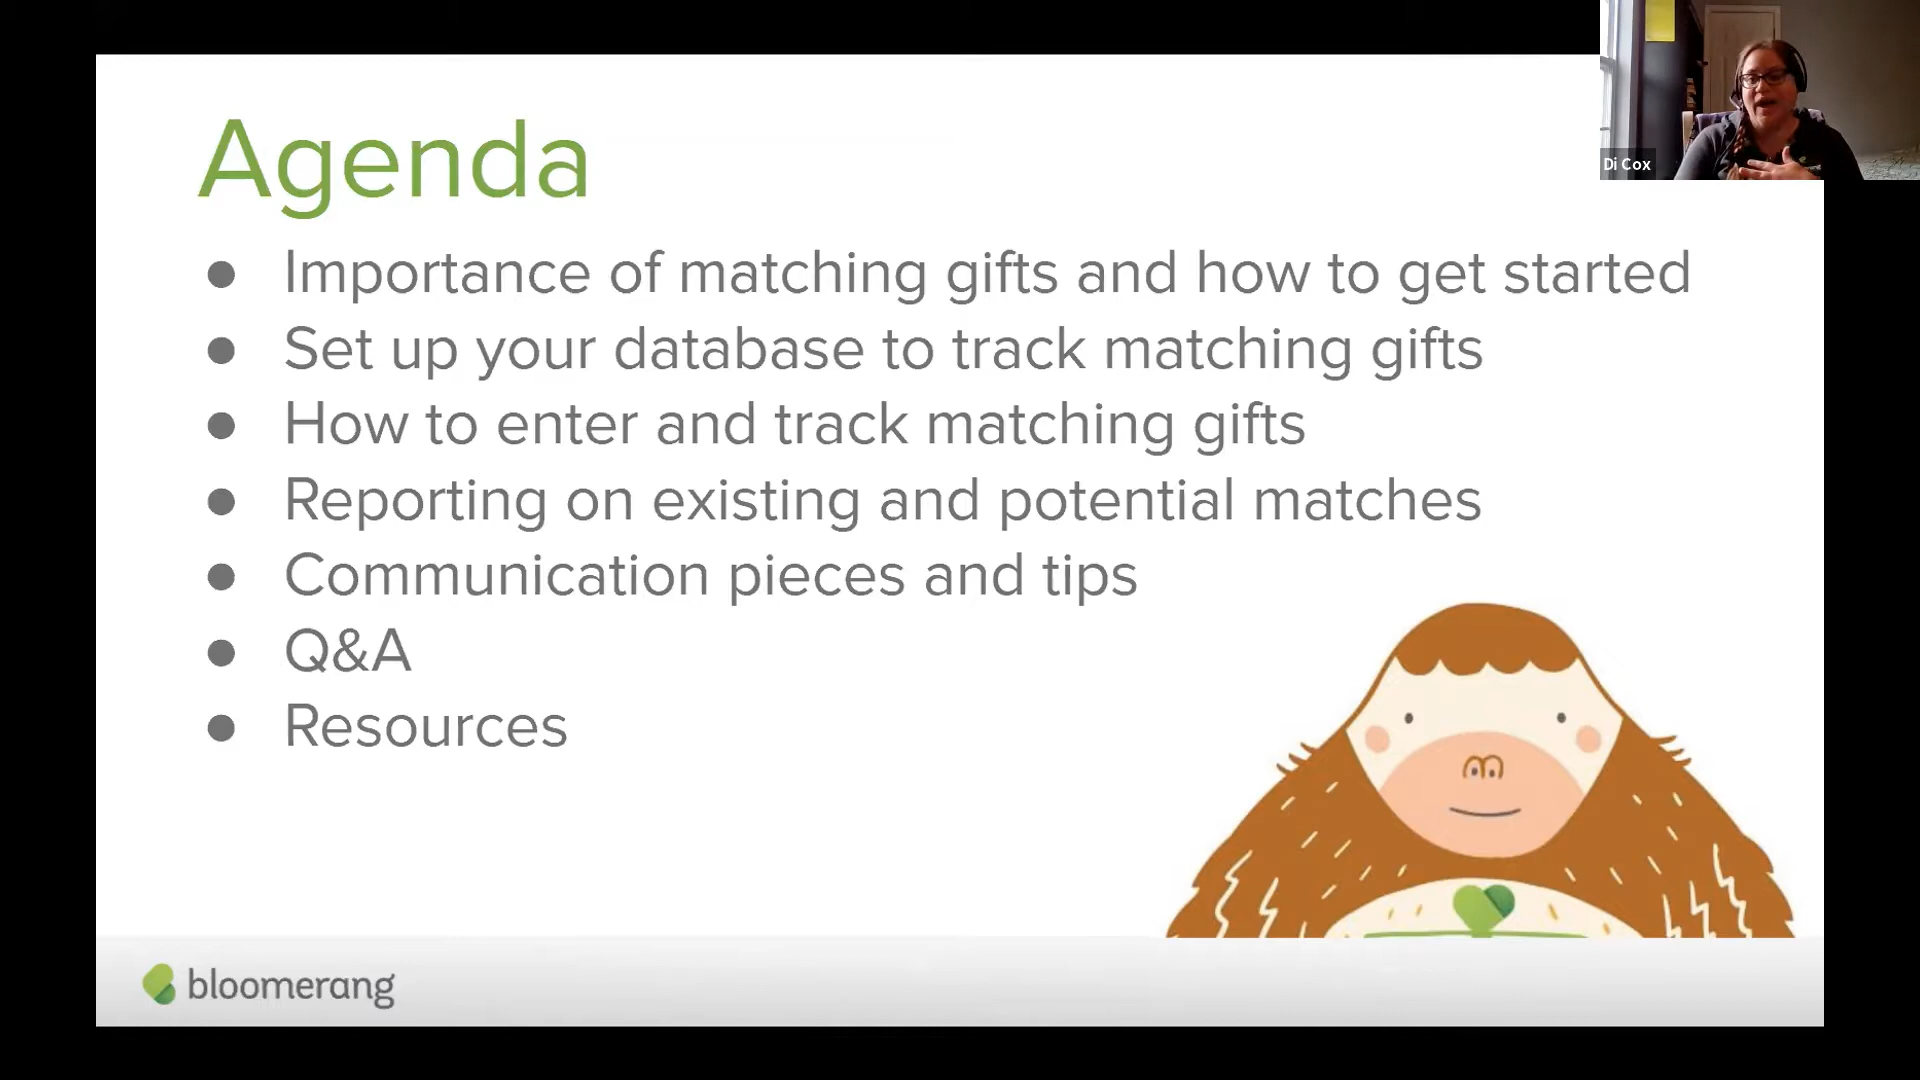 Di Cox
Agenda
● Importance of matching gifts and how to get started
● Set up your database to track matching gifts
● How to enter and track matching gifts
● Reporting on existing and potential matches
● Communication pieces and tips
● Q&A
● Resources
bloomerang